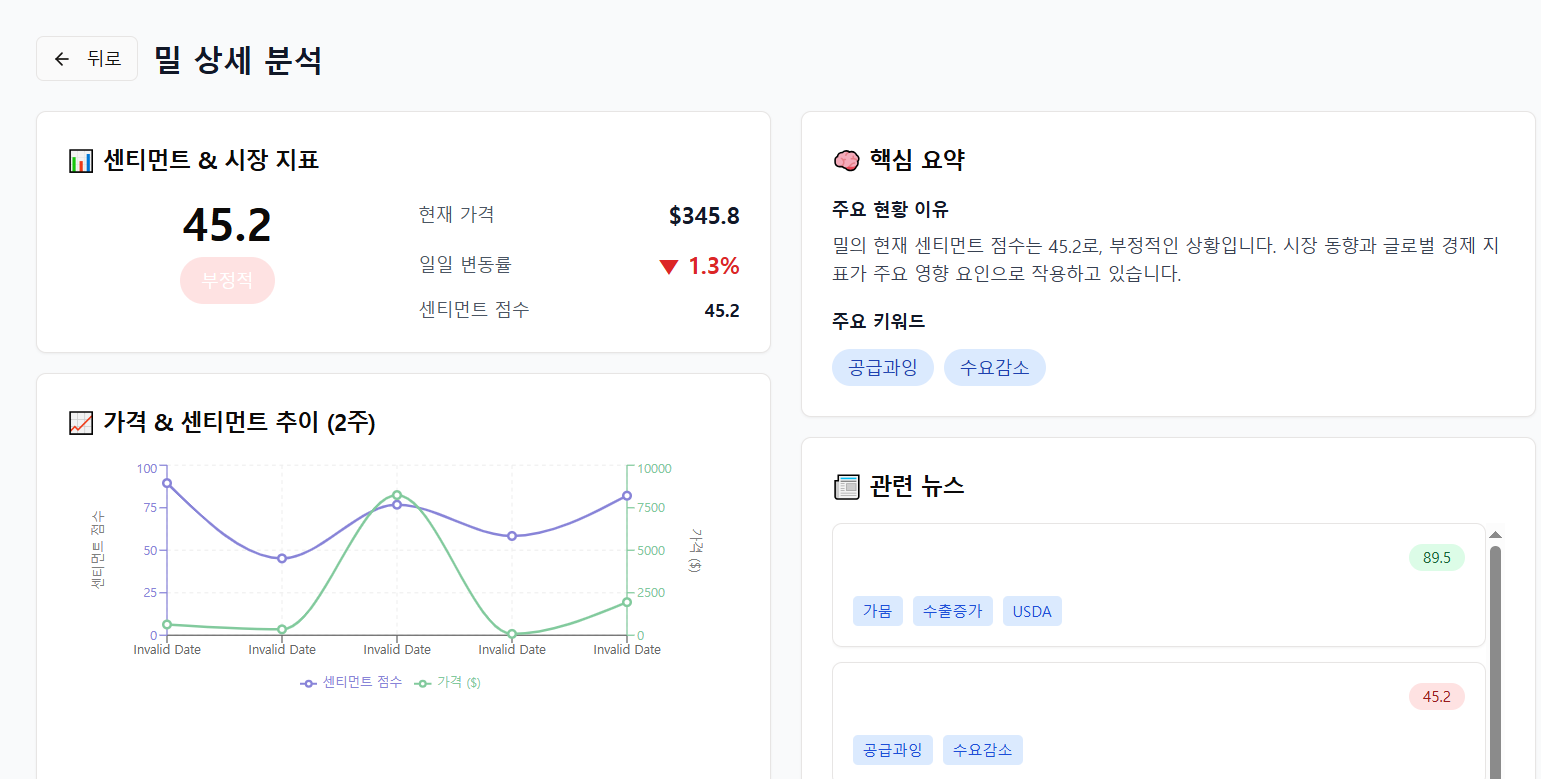 뒤로
밀 상세 분석
센티먼트 & 시장 지표
45.2
부정적
현재 가격
$345.8
일일 변동률
▼ 1.3%
센티먼트 점수
45.2
가격 & 센티먼트 추이 (2주)
센티먼트 점수
100
75
50
25
0
10000
7500
5000
2500
0
가격 ($)
Invalid Date
Invalid Date
Invalid Date
Invalid Date
Invalid Date
센티먼트 점수
가격 ($)
핵심 요약
주요 현황 이유
밀의 현재 센티먼트 점수는 45.2로, 부정적인 상황입니다. 시장 동향과 글로벌 경제 지
표가 주요 영향 요인으로 작용하고 있습니다.
주요 키워드
공급과잉
수요감소
관련 뉴스
89.5
가뭄
수출증가
USDA
45.2
공급과잉
수요감소